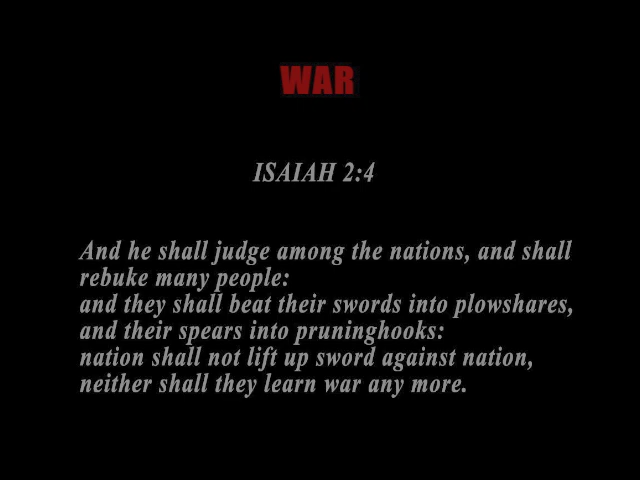 WAR
ISAIAH 2:4
And he shall judge among the nations, and shall
rebuke many people:
and they shall beat their swords into plowshares,
and their spears into pruninghooks:
nation shall not lift up sword against nation,
neither shall they learn war any more.